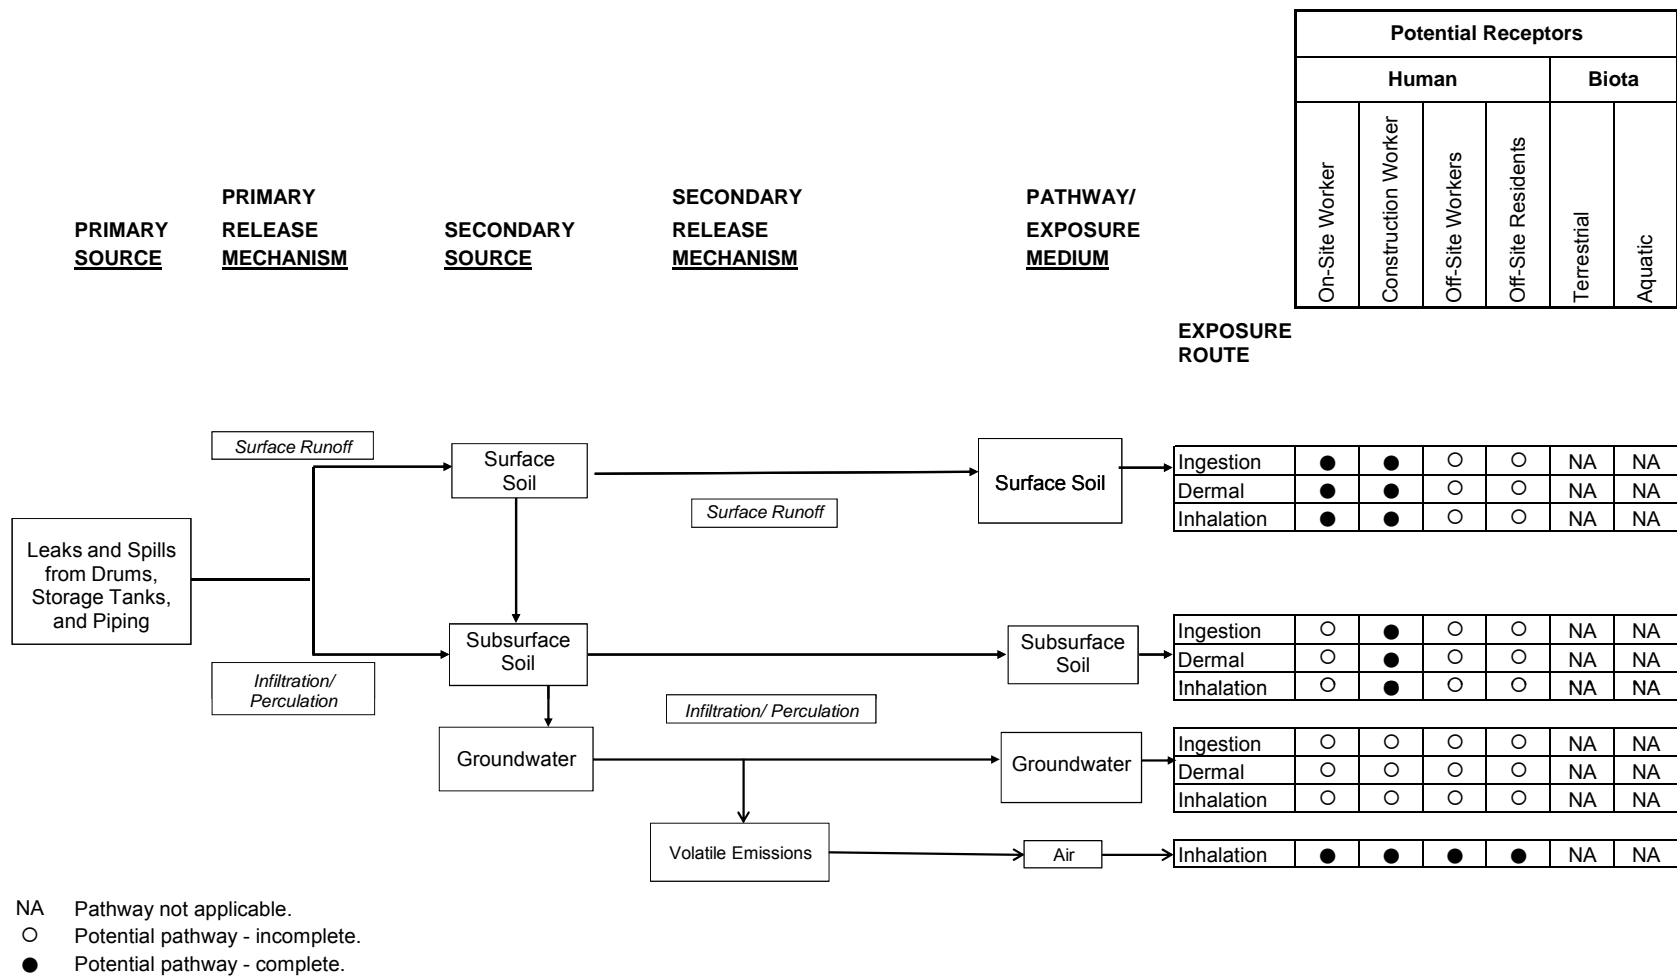 Potential Receptors
Human Biota
On-Site Worker
Construction Worker
Off-Site Workers
Off-Site Residents
Terrestrial
Aquatic
PRIMARY
SOURCE
PRIMARY
RELEASE
MECHANISM
SECONDARY
SOURCE
SECONDARY
RELEASE
MECHANISM
PATHWAY/
EXPOSURE
MEDIUM
EXPOSURE
ROUTE
Leaks and Spills
from Drums,
Storage Tanks,
and Piping
Surface Runoff
Infiltration/
Perculation
Surface
Soil
Subsurface
Soil
Groundwater
Surface Runoff
Infiltration/ Perculation
Volatile Emissions
Surface Soil
Subsurface
Soil
Groundwater
Air
Ingestion ● ● ○ ○ NA NA
Dermal ● ● ○ ○ NA NA
Inhalation ● ● ○ ○ NA NA
Ingestion ○ ● ○ ○ NA NA
Dermal ○ ● ○ ○ NA NA
Inhalation ○ ● ○ ○ NA NA
Ingestion ○ ○ ○ ○ NA NA
Dermal ○ ○ ○ ○ NA NA
Inhalation ○ ○ ○ ○ NA NA
Inhalation ● ● ● ● NA NA
NA Pathway not applicable.
○ Potential pathway - incomplete.
● Potential pathway - complete.